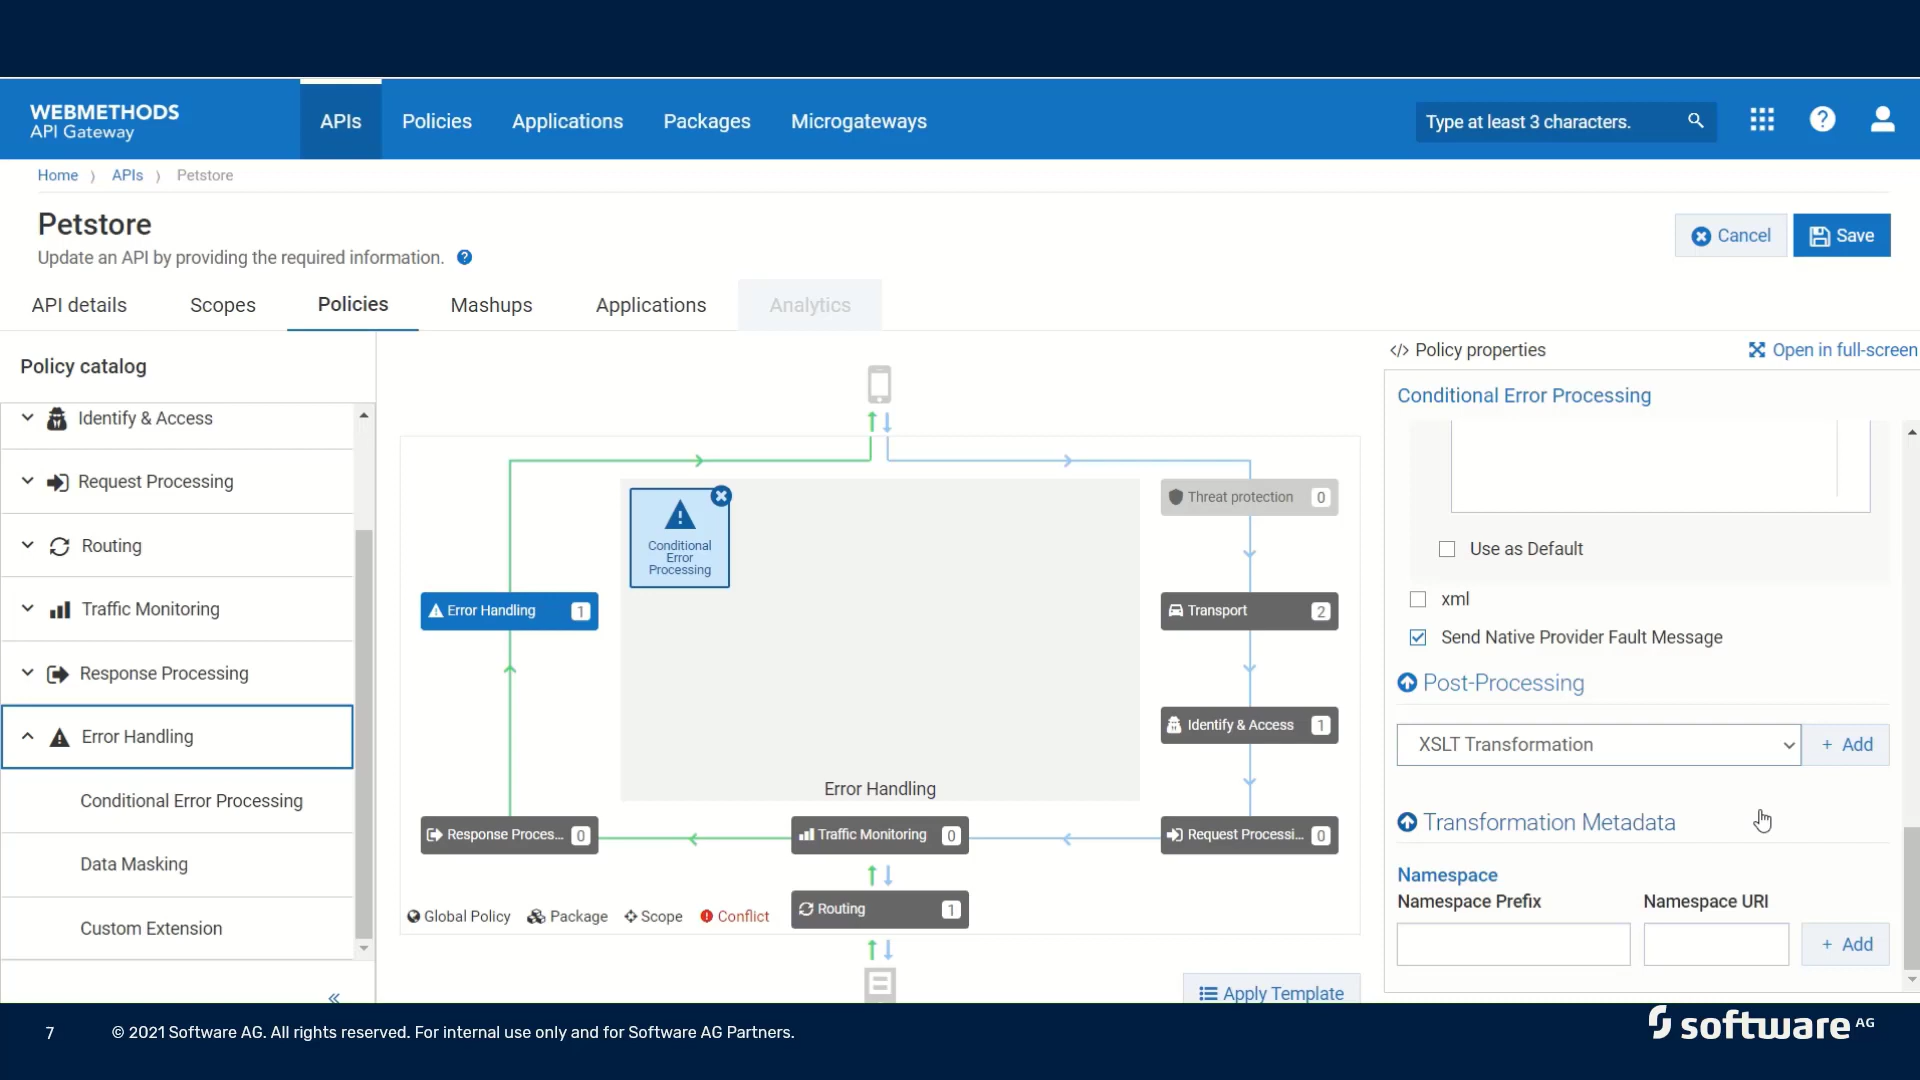 WEBMETHODS
API Gateway
APIs
Policies
Applications
Packages
Microgateways
Type at least 3 characters.
Home
APIs
Petstore
Petstore
Update an API by providing the required information.
Cancel
Save
API details
Scopes
Policies
Mashups
Applications
Analytics
Policy catalog
Identify & Access
Request Processing
Routing
Traffic Monitoring
Response Processing
Error Handling
Conditional Error Processing
Data Masking
Custom Extension
Conditional
Error
Processing
Threat protection 0
Error Handling 1
Transport 2
Identify & Access 1
Error Handling
Response Proces... 0
Traffic Monitoring 0
Request Processi... 0
Routing 1
Global Policy
Package
Scope
Conflict
Apply Template
</> Policy properties
Open in full-screen
Conditional Error Processing
Use as Default
xml
Send Native Provider Fault Message
Post-Processing
XSLT Transformation
+ Add
Transformation Metadata
Namespace
Namespace Prefix
Namespace URI
+ Add
7
© 2021 Software AG. All rights reserved. For internal use only and for Software AG Partners.
software AG